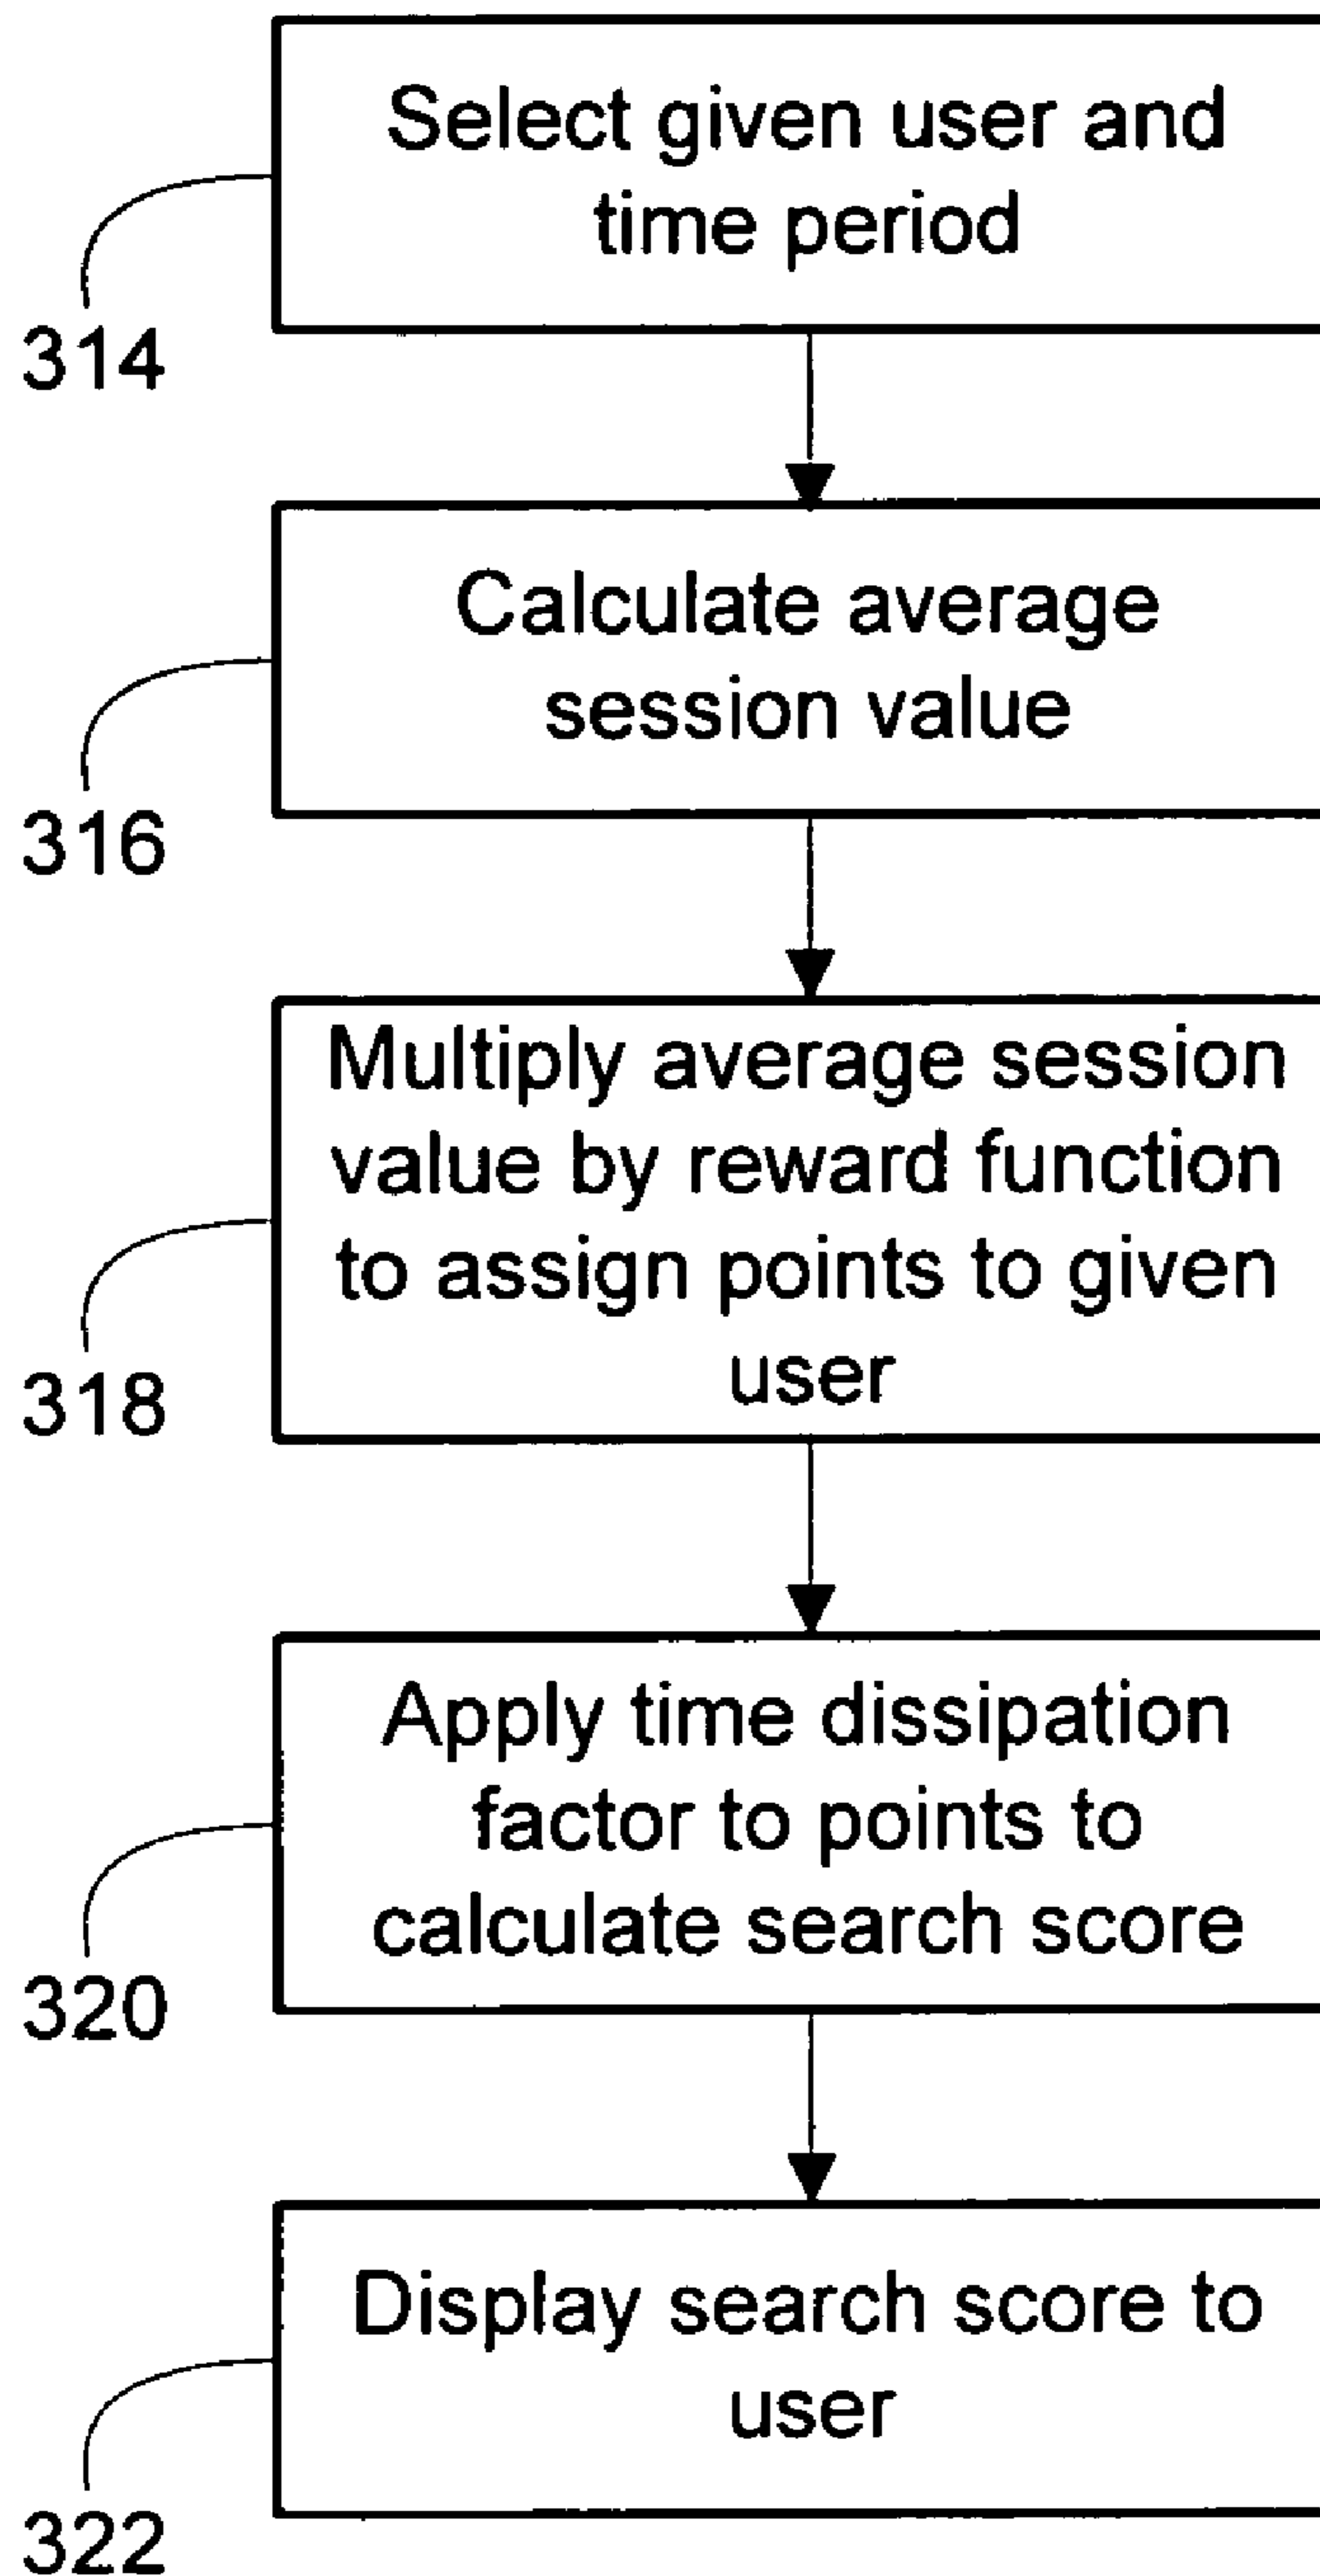 Select given user and
time period
314
Calculate average
session value
316
Multiply average session
value by reward function
to assign points to given
user
318
Apply time dissipation
factor to points to
calculate search score
320
Display search score to
user
322